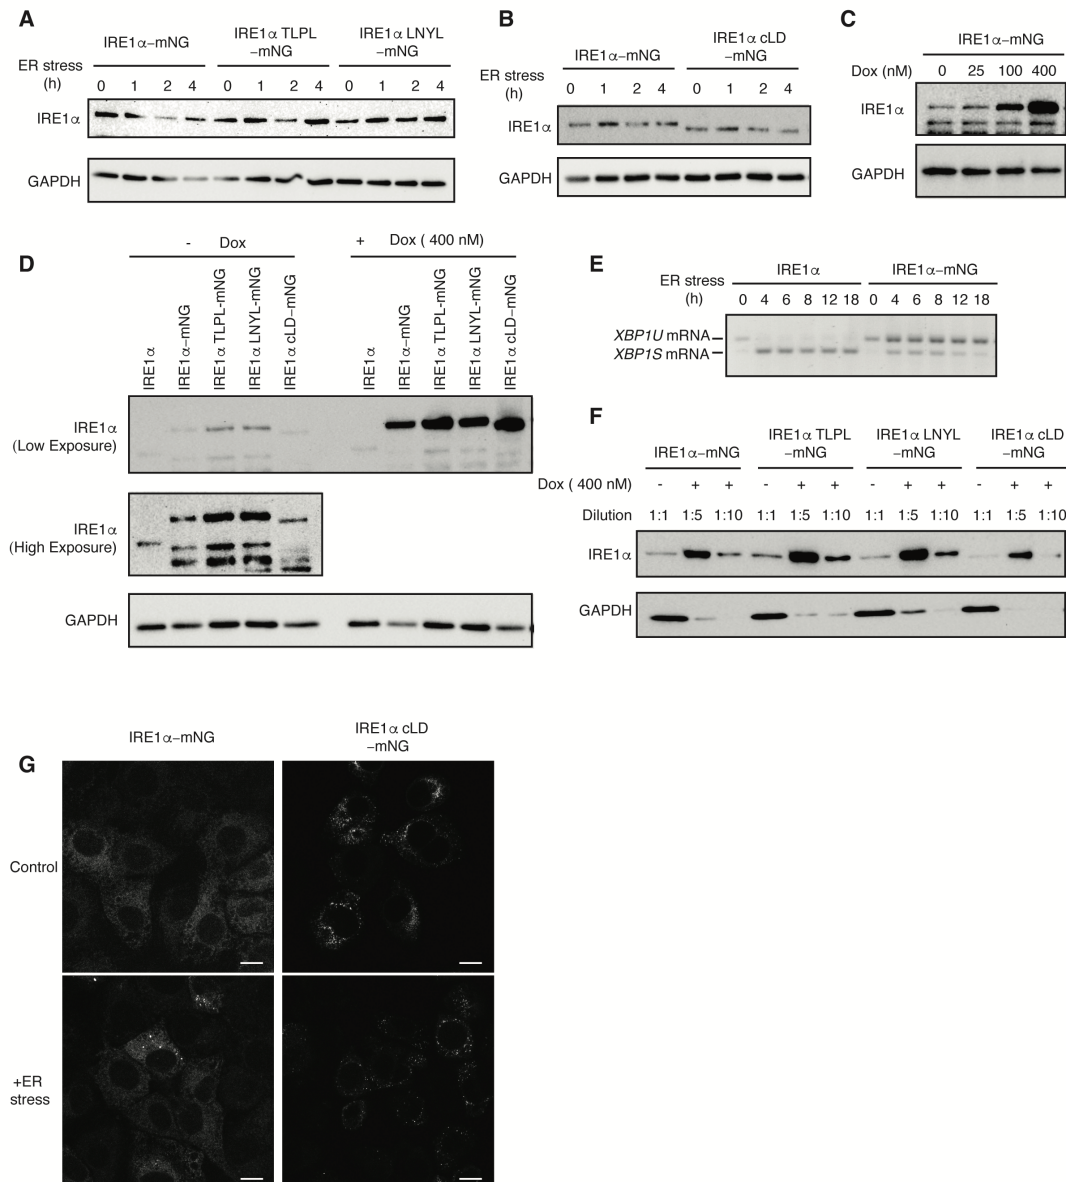 A
IRE1α−mNG
IRE1α TLPL
−mNG
IRE1α LNYL
−mNG
ER stress
(h)
0 1 2 4 0 1 2 4 0 1 2 4
IRE1α
GAPDH
B
IRE1α−mNG
IRE1α cLD
−mNG
ER stress
(h)
0 1 2 4 0 1 2 4
IRE1α
GAPDH
C
IRE1α−mNG
Dox (nM) 0 25 100 400
IRE1α
GAPDH
D
- Dox
+ Dox ( 400 nM)
IRE1α
IRE1α−mNG
IRE1α TLPL-mNG
IRE1α LNYL-mNG
IRE1α cLD−mNG
IRE1α
IRE1α−mNG
IRE1α TLPL-mNG
IRE1α LNYL-mNG
IRE1α cLD−mNG
IRE1α
(Low Exposure)
IRE1α
(High Exposure)
GAPDH
E
IRE1α
IRE1α−mNG
ER stress
(h)
0 4 6 8 12 18 0 4 6 8 12 18
XBP1U mRNA
XBP1S mRNA
F
IRE1α−mNG
IRE1α TLPL
−mNG
IRE1α LNYL
−mNG
IRE1α cLD
−mNG
Dox ( 400 nM) - + + - + + - + + - + +
Dilution 1:1 1:5 1:10 1:1 1:5 1:10 1:1 1:5 1:10 1:1 1:5 1:10
IRE1α
GAPDH
G
IRE1α−mNG
IRE1α cLD
−mNG
Control
+ER
stress